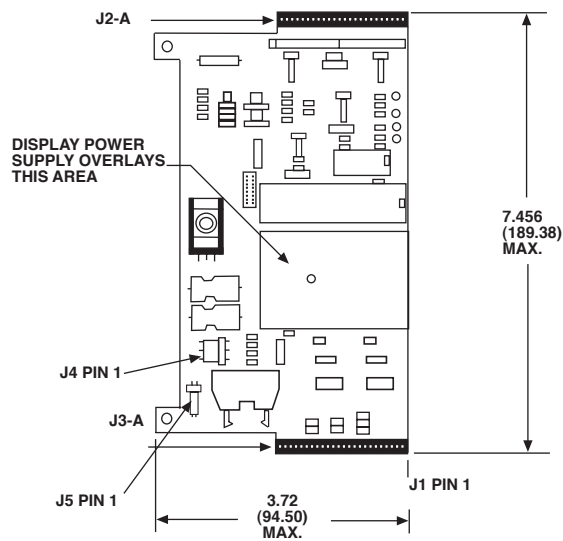 J2-A
DISPLAY POWER
SUPPLY OVERLAYS
THIS AREA
7.456
(189.38)
MAX.
J4 PIN 1
J3-A
J5 PIN 1
J1 PIN 1
3.72
(94.50)
MAX.